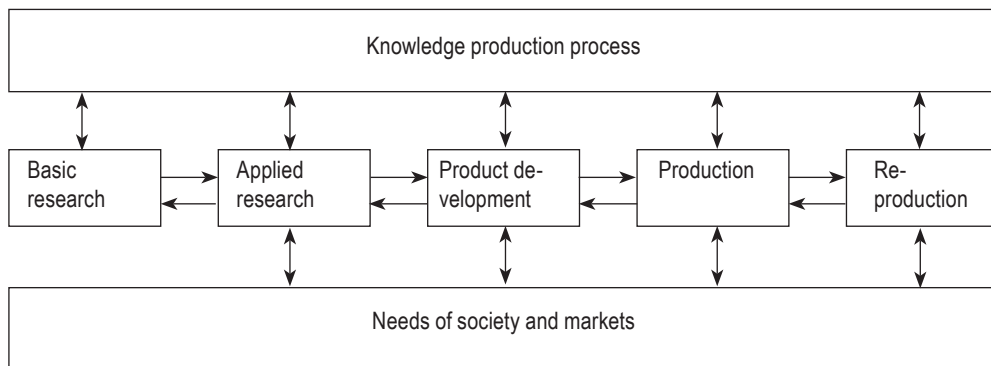 Knowledge production process
Basic
research
Applied
research
Product de-
velopment
Production
Re-
production
Needs of society and markets